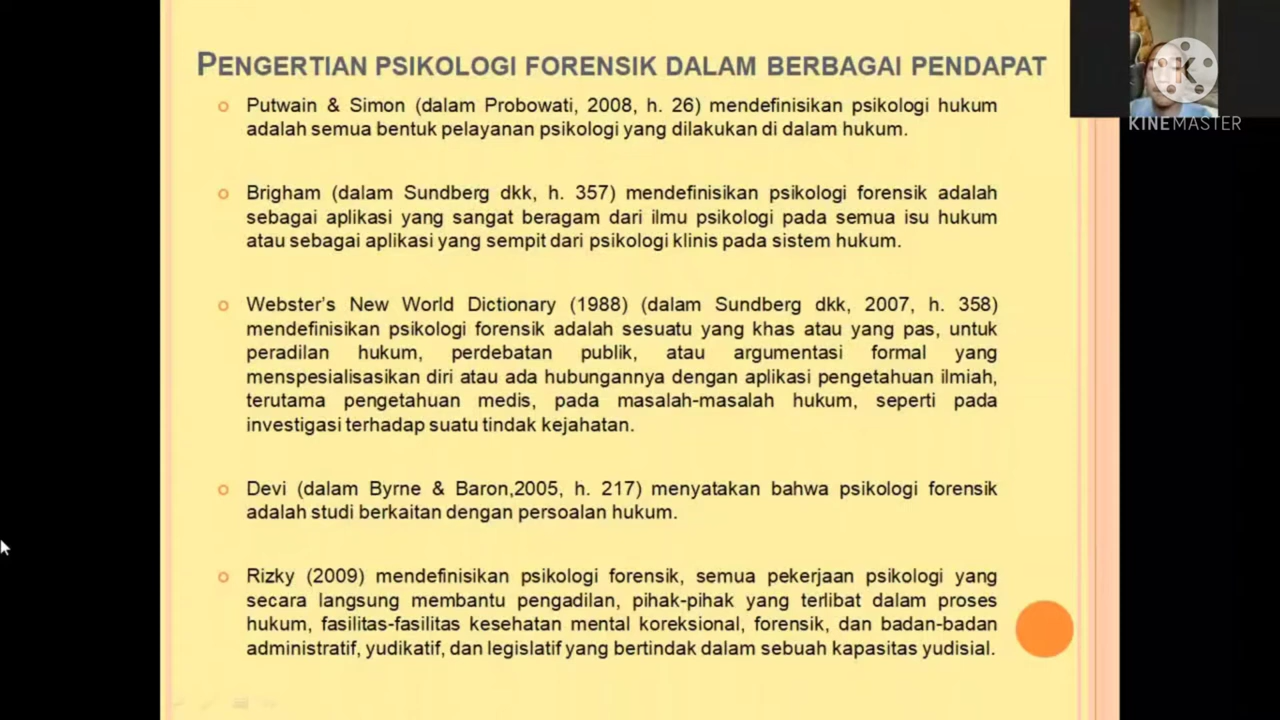 PENGERTIAN PSIKOLOGI FORENSIK DALAM BERBAGAI PENDAPAT
Putwain & Simon (dalam Probowati, 2008, h. 26) mendefinisikan psikologi hukum
adalah semua bentuk pelayanan psikologi yang dilakukan di dalam hukum.
Brigham (dalam Sundberg dkk, h. 357) mendefinisikan psikologi forensik adalah
sebagai aplikasi yang sangat beragam dari ilmu psikologi pada semua isu hukum
atau sebagai aplikasi yang sempit dari psikologi klinis pada sistem hukum.
Webster's New World Dictionary (1988) (dalam Sundberg dkk, 2007, h. 358)
mendefinisikan psikologi forensik adalah sesuatu yang khas atau yang pas, untuk
peradilan hukum, perdebatan publik, atau argumentasi formal yang
menspesialisasikan diri atau ada hubungannya dengan aplikasi pengetahuan ilmiah,
terutama pengetahuan medis, pada masalah-masalah hukum, seperti pada
investigasi terhadap suatu tindak kejahatan.
Devi (dalam Byrne & Baron,2005, h. 217) menyatakan bahwa psikologi forensik
adalah studi berkaitan dengan persoalan hukum.
Rizky (2009) mendefinisikan psikologi forensik, semua pekerjaan psikologi yang
secara langsung membantu pengadilan, pihak-pihak yang terlibat dalam proses
hukum, fasilitas-fasilitas kesehatan mental koreksional, forensik, dan badan-badan
administratif, yudikatif, dan legislatif yang bertindak dalam sebuah kapasitas yudisial.
K
KINEMASTER